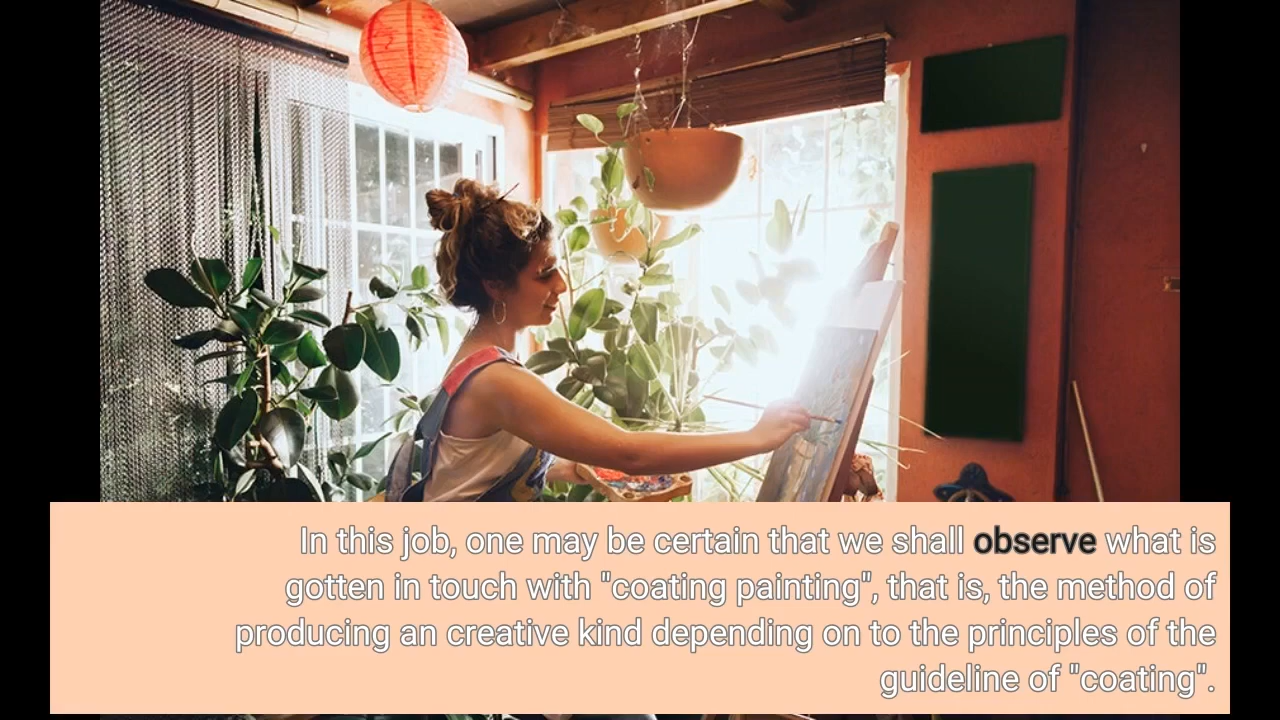 In this job, one may be certain that we shall observe what is
gotten in touch with "coating painting", that is, the method of
producing an creative kind depending on to the principles of the
guideline of "coating".